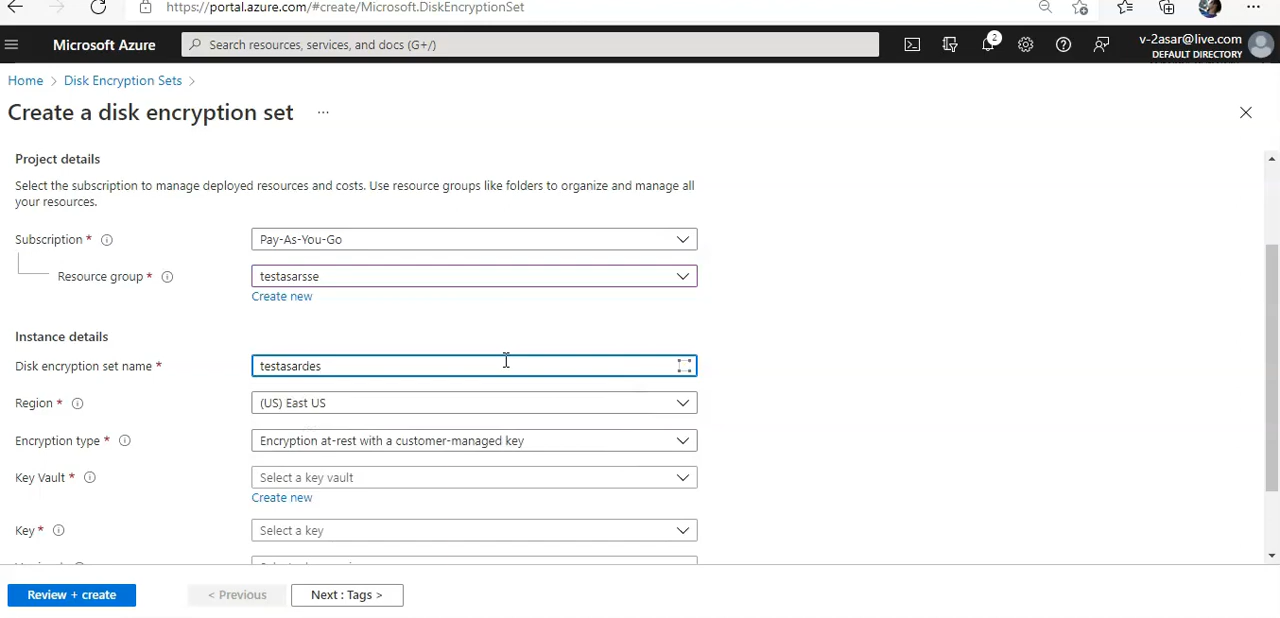 https://portal.azure.com/#create/Microsoft.DiskEncryptionSet
Microsoft Azure
Search resources, services, and docs (G+/)
2
v-2asar@live.com
DEFAULT DIRECTORY
Home > Disk Encryption Sets >
Create a disk encryption set ...
Project details
Select the subscription to manage deployed resources and costs. Use resource groups like folders to organize and manage all
your resources.
Subscription * Pay-As-You-Go
Resource group * testasarsse
Create new
Instance details
Disk encryption set name * testasardes
Region * (US) East US
Encryption type * Encryption at-rest with a customer-managed key
Key Vault * Select a key vault
Create new
Key * Select a key
Review + create
< Previous
Next : Tags >